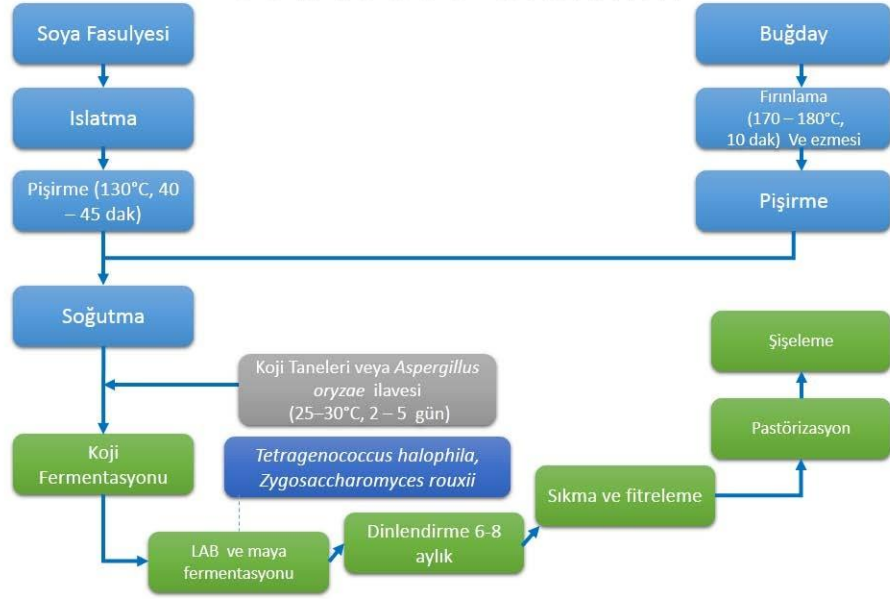 Soya Fasulyesi
Buğday
Islatma
Fırınlama
(170 – 180°C,
10 dak) Ve ezmesi
Pişirme (130°C, 40
– 45 dak)
Pişirme
Soğutma
Koji Taneleri veya Aspergillus
oryzae ilavesi
(25–30°C, 2 – 5 gün)
Şişeleme
Koji
Fermentasyonu
Tetragenococcus halophila,
Zygosaccharomyces rouxii
Pastörizasyon
LAB ve maya
fermentasyonu
Dinlendirme 6-8
aylık
Sıkma ve fitreleme